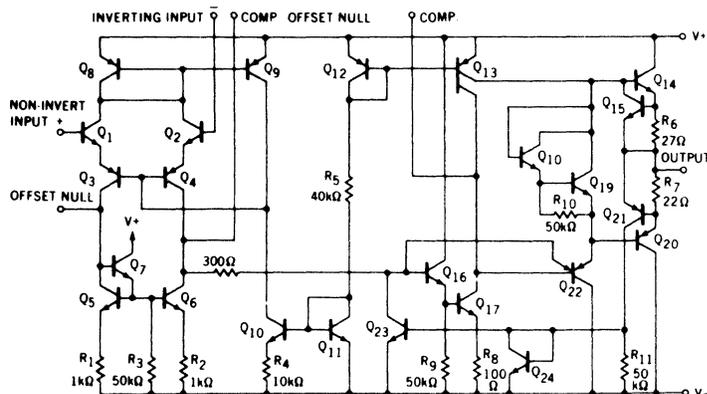 INVERTING INPUT –
COMP
OFFSET NULL
COMP.
V+
Q8
Q9
Q12
Q13
Q14
Q15
NON-INVERT
INPUT +
Q1
Q2
R6
27Ω
OUTPUT
Q3
Q4
R5
40kΩ
Q10
Q19
R10
50kΩ
R7
22Ω
OFFSET NULL
V+
Q7
300Ω
Q21
Q20
Q16
Q22
Q5
Q6
Q17
Q10
Q11
Q23
Q24
R1
1kΩ
R3
50kΩ
R2
1kΩ
R4
10kΩ
R9
50kΩ
R8
100
Ω
R11
50
kΩ
V-